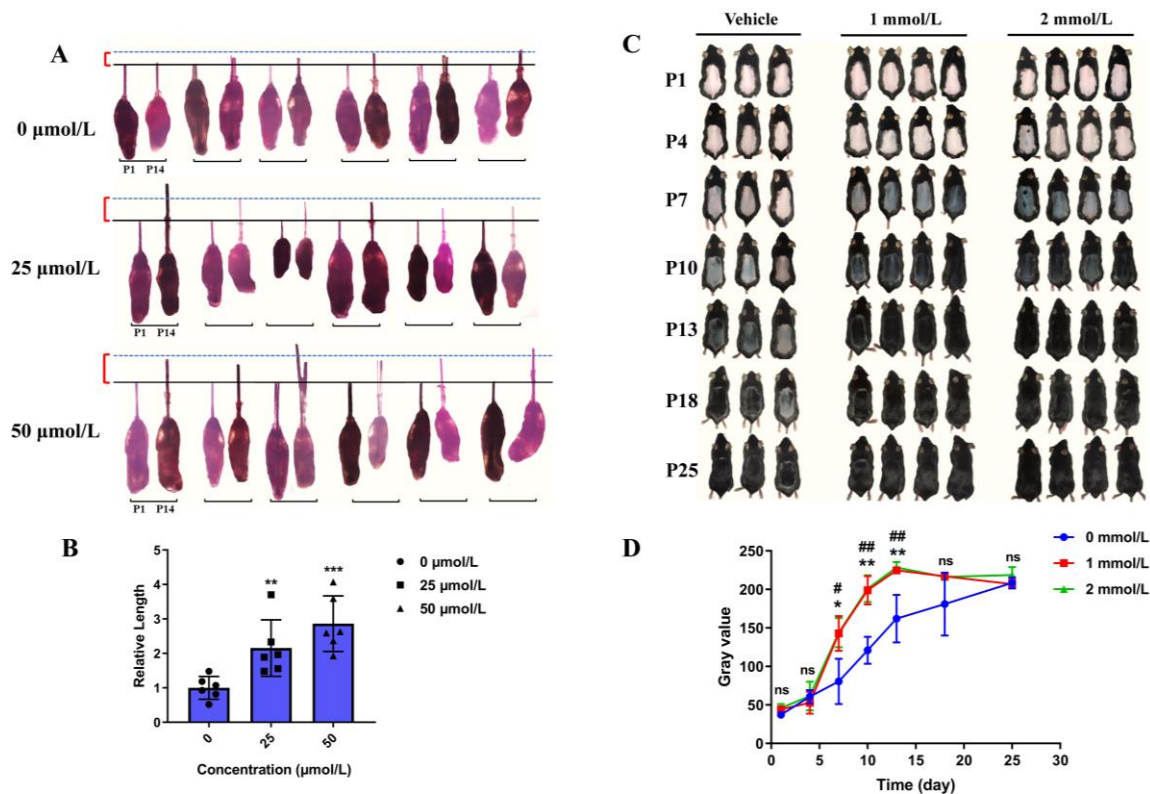 A
0 μmol/L
P1 P14
25 μmol/L
P1 P14
50 μmol/L
P1 P14
B
5
4
3
2
1
0
Relative Length
**
***
0 μmol/L
25 μmol/L
50 μmol/L
0
25
50
Concentration (μmol/L)
C
Vehicle 1 mmol/L 2 mmol/L
P1
P4
P7
P10
P13
P18
P25
D
250
200
150
100
50
0
Gray value
ns
ns
#
*
##
**
##
**
ns
ns
0 mmol/L
1 mmol/L
2 mmol/L
0 5 10 15 20 25 30
Time (day)